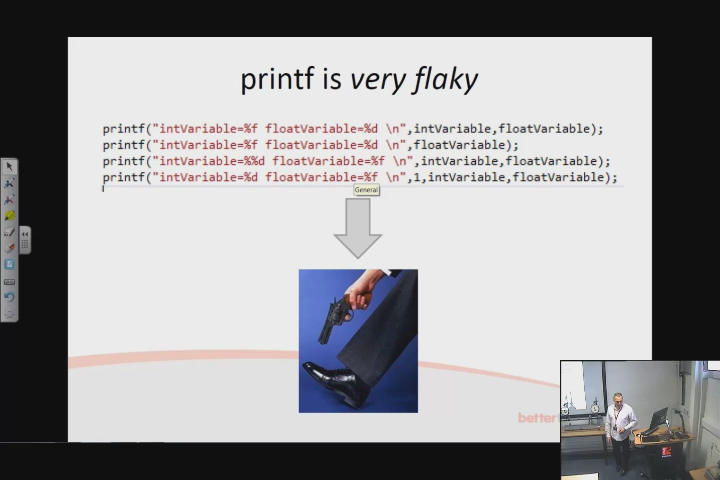 printf is very flaky
printf("intVariable=%f floatVariable=%d \n",intVariable,floatVariable);
printf("intVariable=%f floatVariable=%d \n",floatVariable);
printf("intVariable=%%d floatVariable=%f \n",intVariable,floatVariable);
printf("intVariable=%d floatVariable=%f \n",1,intVariable,floatVariable);
General